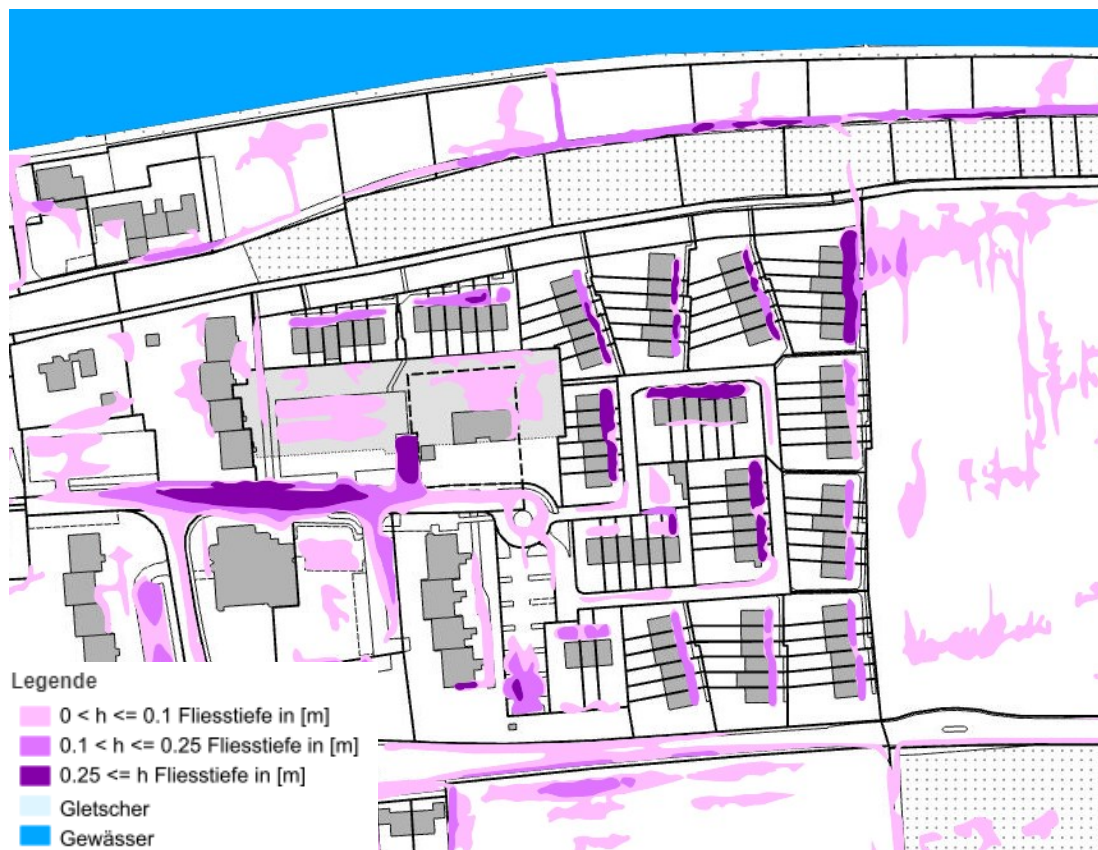 Legende
0 < h <= 0.1 Fliesstiefe in [m]
0.1 < h <= 0.25 Fliesstiefe in [m]
0.25 <= h Fliesstiefe in [m]
Gletscher
Gewässer